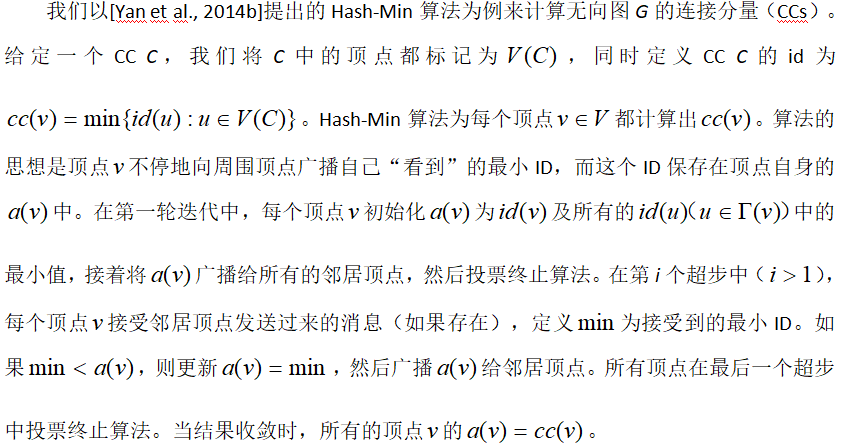 我们以[Yan et al., 2014b]提出的 Hash-Min 算法为例来计算无向图 G 的连接分量（CCs）。
给定一个 CC C，我们将 C 中的顶点都标记为 V(C)，同时定义 CC C 的 id 为
cc(v) = min{id(u) : u ∈ V(C)}。Hash-Min 算法为每个顶点 v ∈ V 都计算出 cc(v)。算法的
思想是顶点 v 不停地向周围顶点广播自己“看到”的最小 ID，而这个 ID 保存在顶点自身的
a(v) 中。在第一轮迭代中，每个顶点 v 初始化 a(v) 为 id(v) 及所有的 id(u)（u ∈ Γ(v)）中的
最小值，接着将 a(v) 广播给所有的邻居顶点，然后投票终止算法。在第 i 个超步中（i > 1），
每个顶点 v 接受邻居顶点发送过来的消息（如果存在），定义 min 为接受到的最小 ID。如
果 min < a(v)，则更新 a(v) = min，然后广播 a(v) 给邻居顶点。所有顶点在最后一个超步
中投票终止算法。当结果收敛时，所有的顶点 v 的 a(v) = cc(v)。